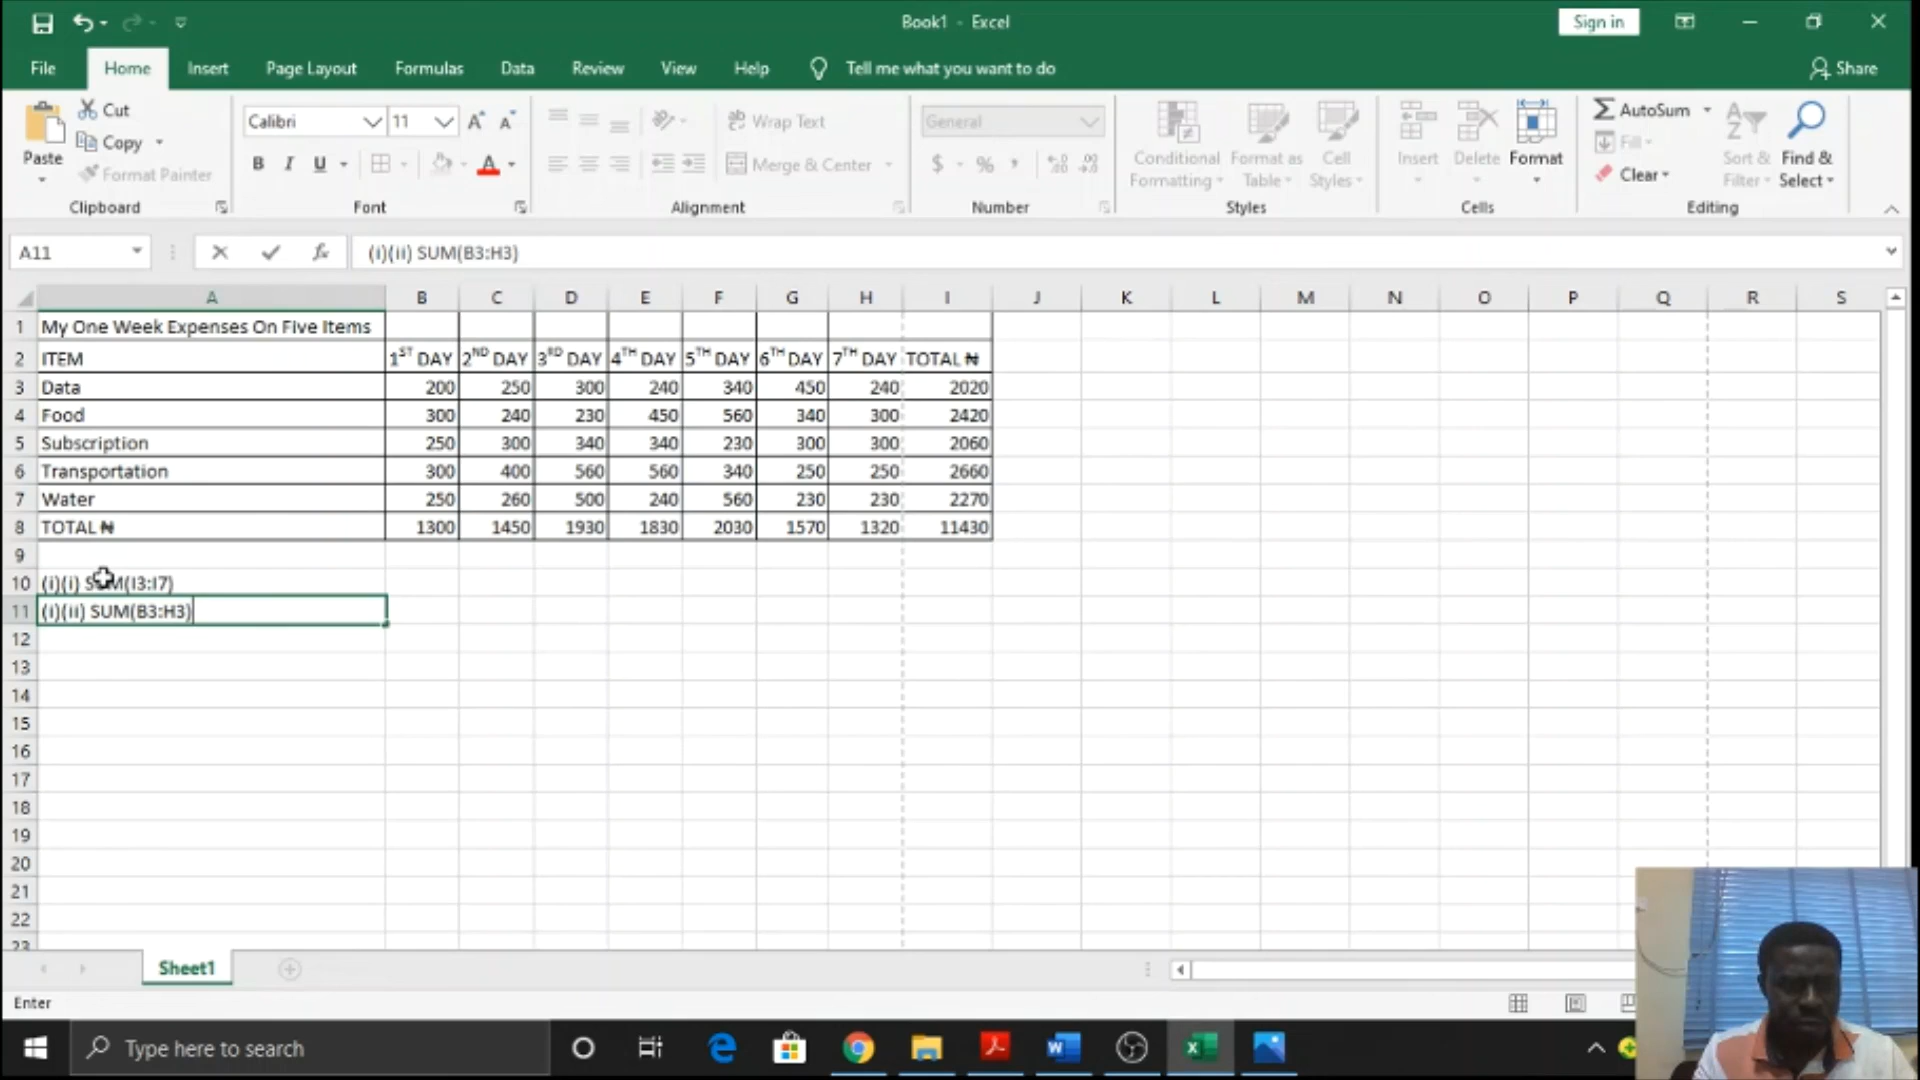 Book1 - Excel
Sign in
File Home Insert Page Layout Formulas Data Review View Help Tell me what you want to do Share
Cut
Copy
Format Painter
Paste
Clipboard
Calibri 11
B I U A
Font
Wrap Text
Merge & Center
Alignment
General
$ % ,
Number
Conditional Formatting
Format as Table
Cell Styles
Styles
Insert Delete Format
Cells
AutoSum
Fill
Clear
Sort & Filter
Find & Select
Editing
A11 fx (i)(ii) SUM(B3:H3)
A B C D E F G H I J K L M N O P Q R S
1 My One Week Expenses On Five Items
2 ITEM 1ST DAY 2ND DAY 3RD DAY 4TH DAY 5TH DAY 6TH DAY 7TH DAY TOTAL ₦
3 Data 200 250 300 240 340 450 240 2020
4 Food 300 240 230 450 560 340 300 2420
5 Subscription 250 300 340 340 230 300 300 2060
6 Transportation 300 400 560 560 340 250 250 2660
7 Water 250 260 500 240 560 230 230 2270
8 TOTAL ₦ 1300 1450 1930 1830 2030 1570 1320 11430
9
10 (i)(i) SUM(I3:I7)
11 (i)(ii) SUM(B3:H3)
12
13
14
15
16
17
18
19
20
21
22
23
Sheet1
Enter
Type here to search